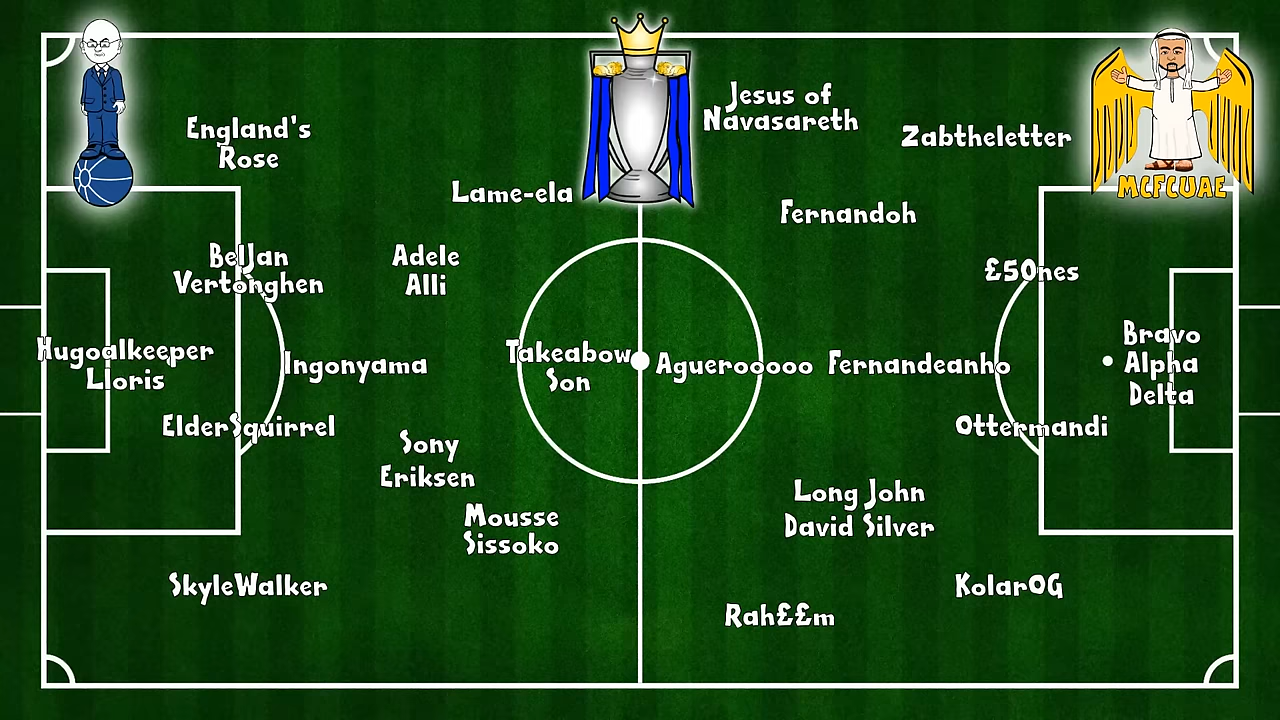 England's
Rose
BelJan
Vertonghen
Hugoalkeeper
Lloris
ElderSquirrel
SkyleWalker
Lame-ela
Adele
Alli
Ingonyama
Sony
Eriksen
Mousse
Sissoko
Takeabow
Son
Jesus of
Navasareth
Zabtheletter
MCFCUAE
Fernandoh
£50nes
Aguerooooo
Fernandeanho
Bravo
Alpha
Delta
Ottermandi
Long John
David Silver
KolarOG
Rah££m